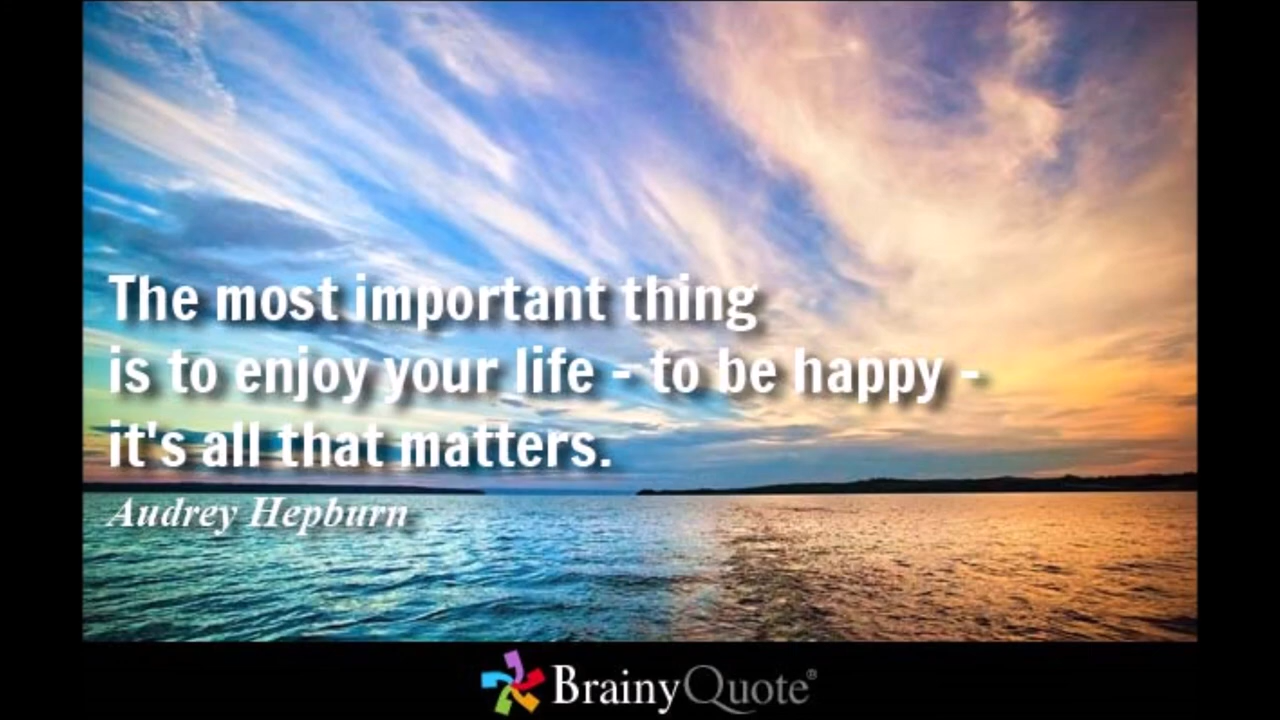 The most important thing
is to enjoy your life - to be happy -
it's all that matters.
Audrey Hepburn
BrainyQuote®